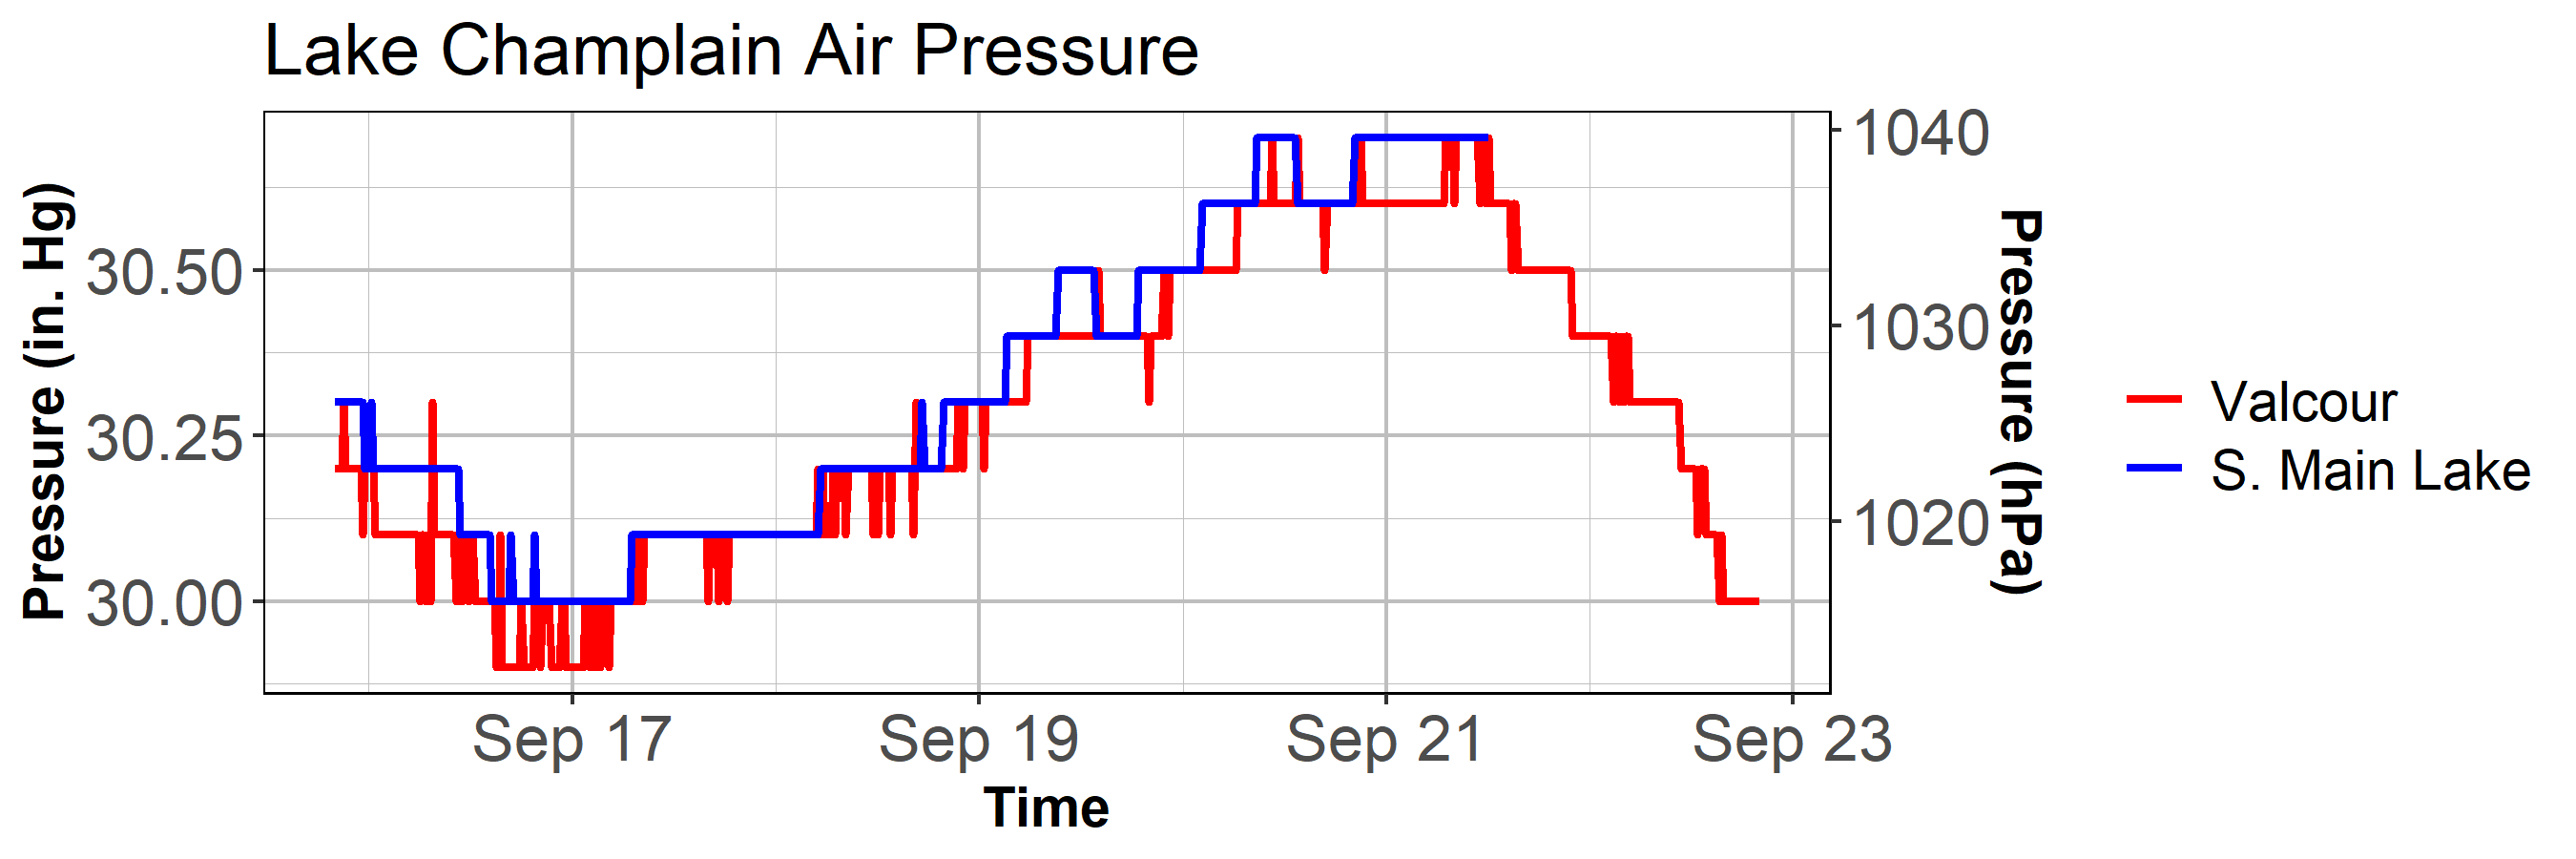 Lake Champlain Air Pressure
Pressure (in. Hg)
30.50
30.25
30.00
1040
1030
1020
Pressure (hPa)
Sep 17
Sep 19
Sep 21
Sep 23
Time
Valcour
S. Main Lake